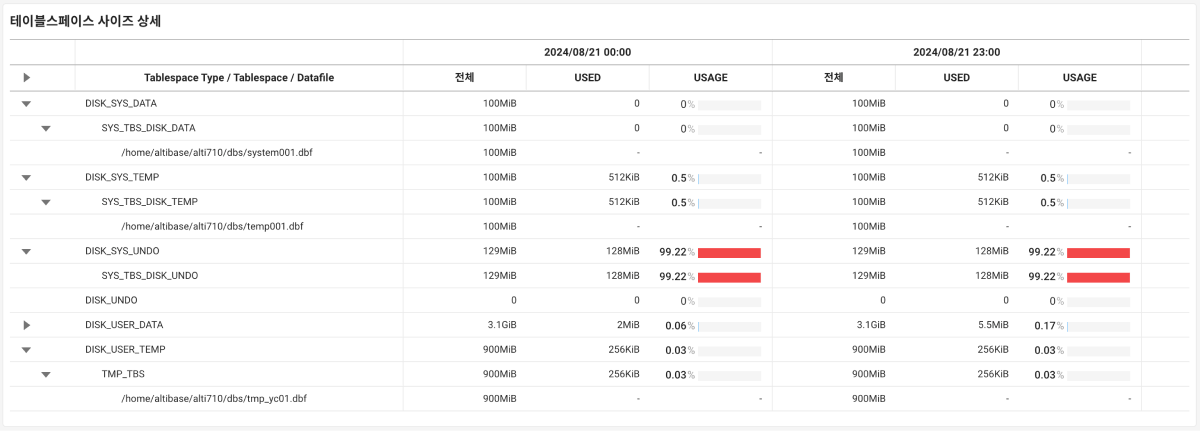 테이블스페이스 사이즈 상세
2024/08/21 00:00 2024/08/21 23:00
Tablespace Type / Tablespace / Datafile 전체 USED USAGE 전체 USED USAGE
DISK_SYS_DATA 100MiB 0 0% 100MiB 0 0%
SYS_TBS_DISK_DATA 100MiB 0 0% 100MiB 0 0%
/home/altibase/alti710/dbs/system001.dbf 100MiB - - 100MiB - -
DISK_SYS_TEMP 100MiB 512KiB 0.5% 100MiB 512KiB 0.5%
SYS_TBS_DISK_TEMP 100MiB 512KiB 0.5% 100MiB 512KiB 0.5%
/home/altibase/alti710/dbs/temp001.dbf 100MiB - - 100MiB - -
DISK_SYS_UNDO 129MiB 128MiB 99.22% 129MiB 128MiB 99.22%
SYS_TBS_DISK_UNDO 129MiB 128MiB 99.22% 129MiB 128MiB 99.22%
DISK_UNDO 0 0 0% 0 0 0%
DISK_USER_DATA 3.1GiB 2MiB 0.06% 3.1GiB 5.5MiB 0.17%
DISK_USER_TEMP 900MiB 256KiB 0.03% 900MiB 256KiB 0.03%
TMP_TBS 900MiB 256KiB 0.03% 900MiB 256KiB 0.03%
/home/altibase/alti710/dbs/tmp_yc01.dbf 900MiB - - 900MiB - -